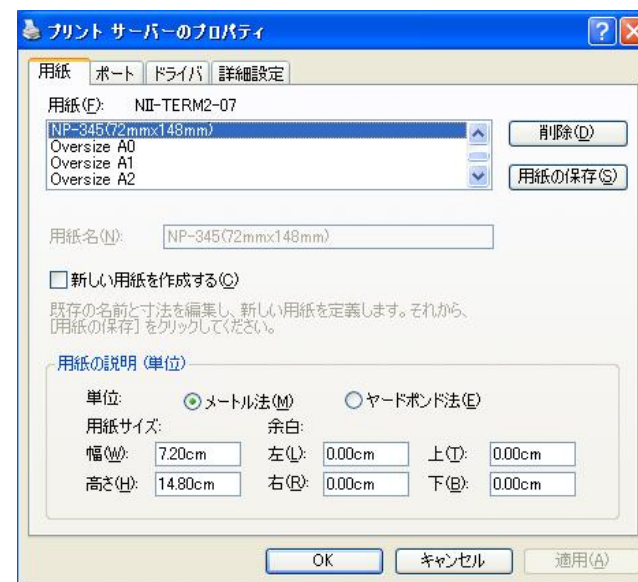 プリント サーバーのプロパティ
用紙 ポート ドライバ 詳細設定
用紙(F): NII-TERM2-07
NP-345(72mmx148mm)
Oversize A0
Oversize A1
Oversize A2
削除(D)
用紙の保存(S)
用紙名(N): NP-345(72mmx148mm)
新しい用紙を作成する(C)
既存の名前と寸法を編集し、新しい用紙を定義します。それから、
[用紙の保存] をクリックしてください。
用紙の説明 (単位)
単位: メートル法(M) ヤードポンド法(E)
用紙サイズ: 余白:
幅(W): 7.20cm 左(L): 0.00cm 上(T): 0.00cm
高さ(H): 14.80cm 右(R): 0.00cm 下(B): 0.00cm
OK キャンセル 適用(A)